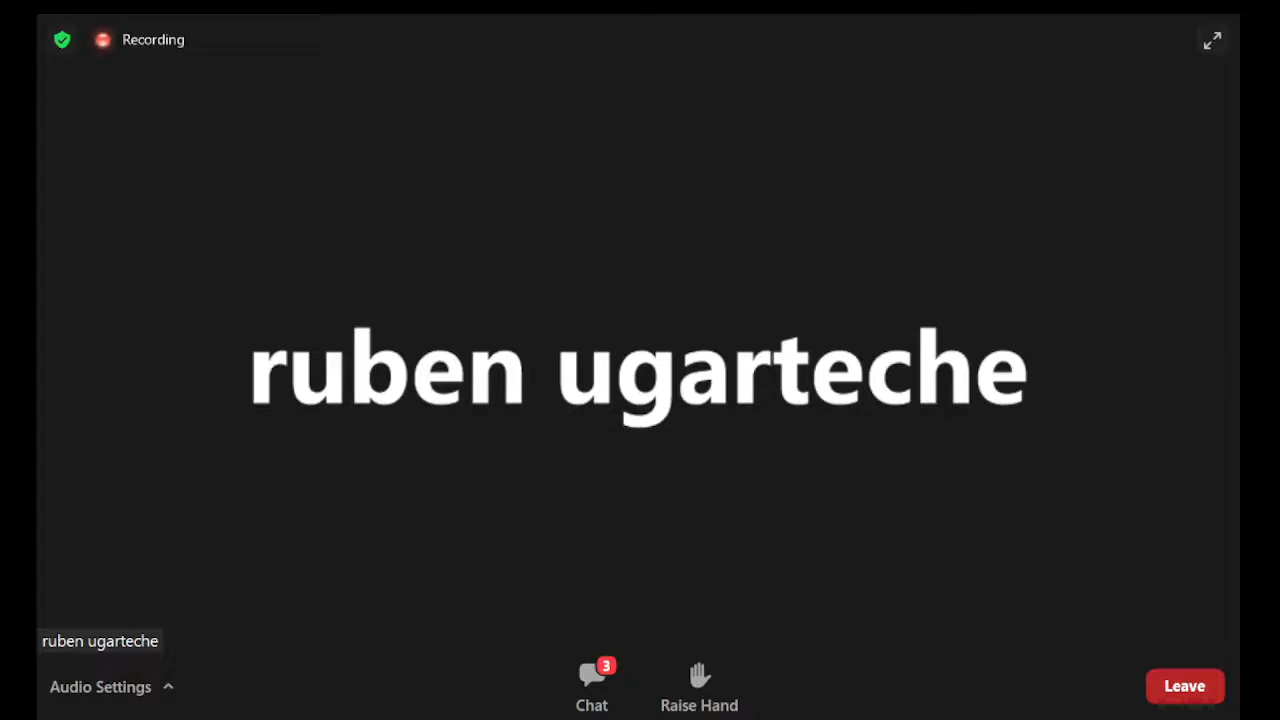 Recording
ruben ugarteche
ruben ugarteche
Audio Settings
3
Chat
Raise Hand
Leave